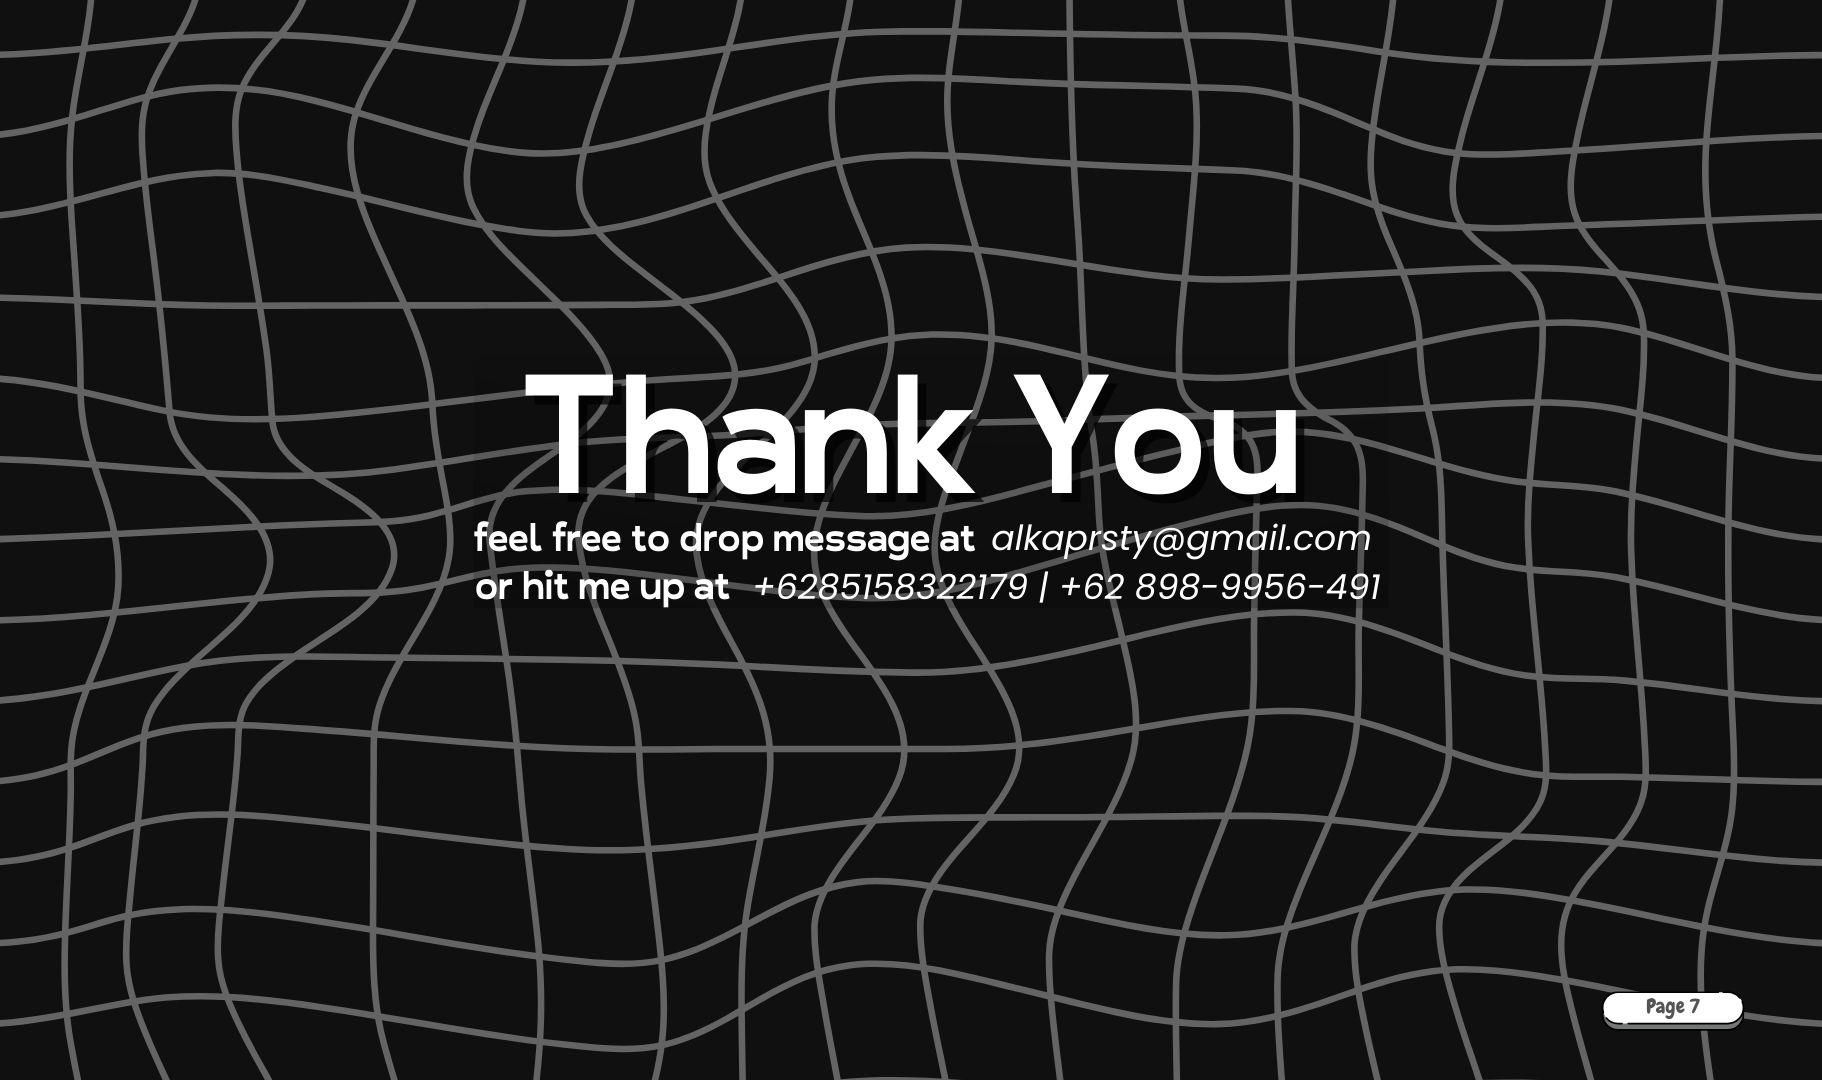 Thank You
feel free to drop message at alkaprsty@gmail.com
or hit me up at +6285158322179 | +62 898-9956-491
Page 7